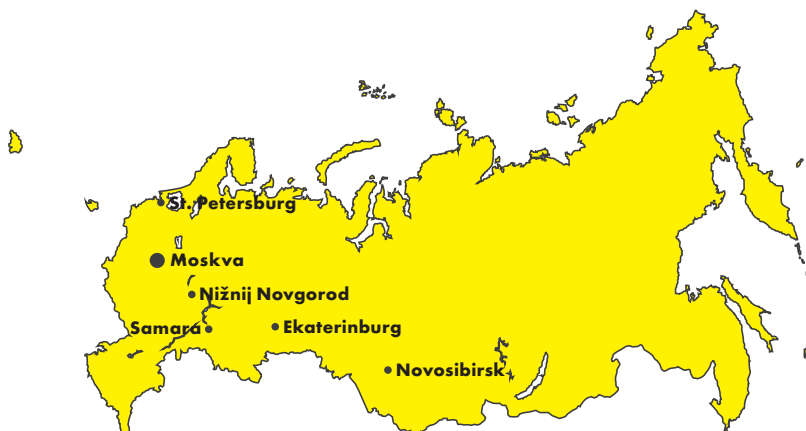 St. Petersburg
Moskva
Nižnij Novgorod
Samara
Ekaterinburg
Novosibirsk